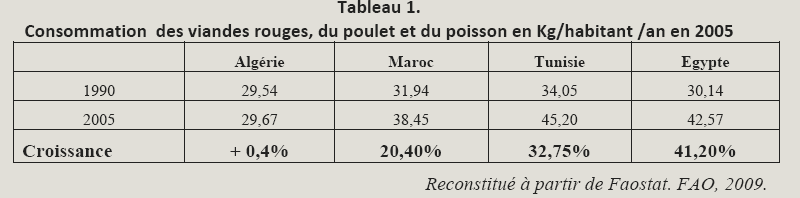 Tableau 1.
Consommation des viandes rouges, du poulet et du poisson en Kg/habitant /an en 2005
Algérie Maroc Tunisie Egypte
1990 29,54 31,94 34,05 30,14
2005 29,67 38,45 45,20 42,57
Croissance + 0,4% 20,40% 32,75% 41,20%
Reconstitué à partir de Faostat. FAO, 2009.